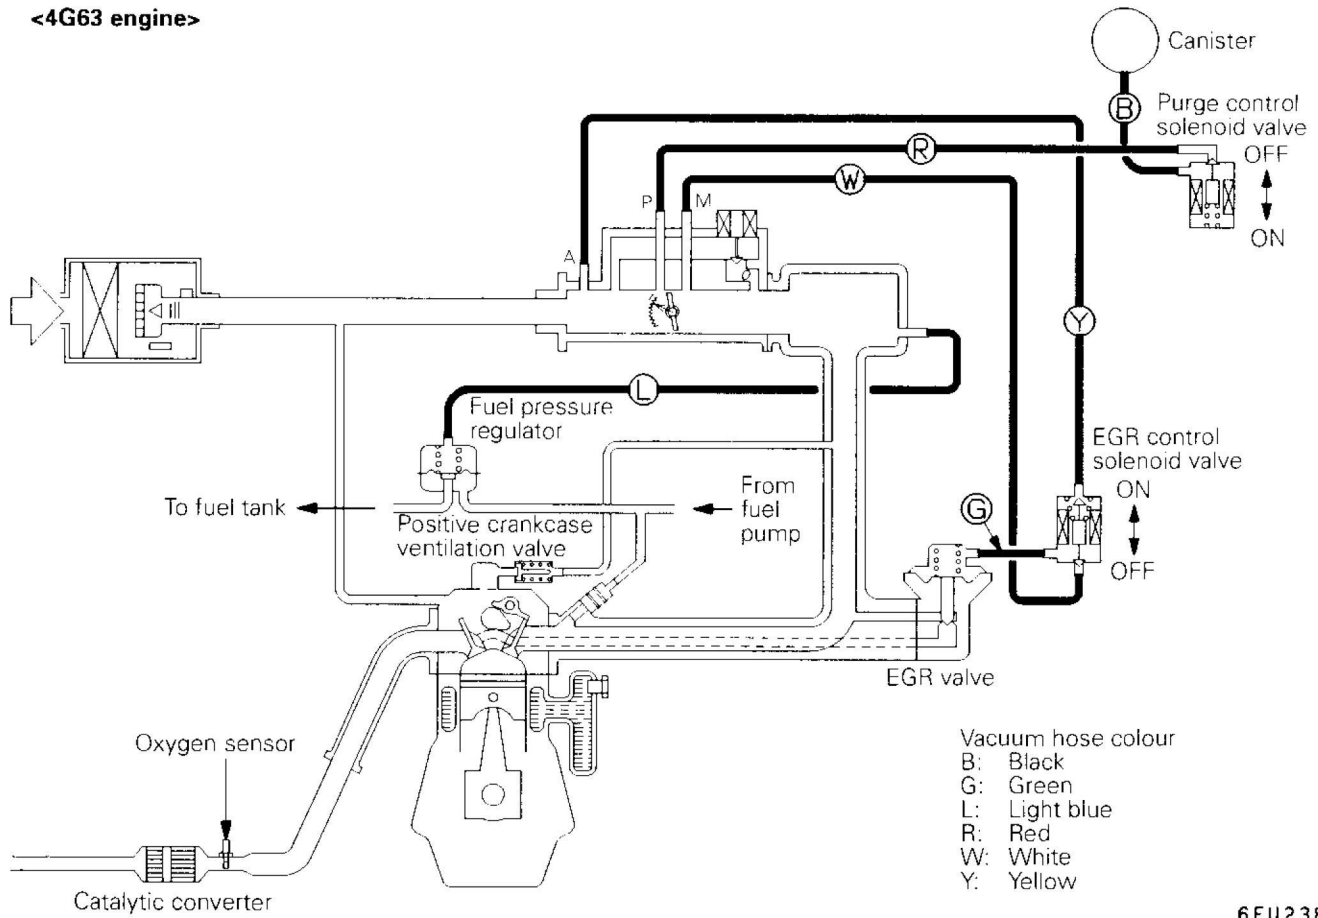 <4G63 engine>
Canister
B
Purge control
solenoid valve
OFF
ON
R
W
P
M
A
Y
L
Fuel pressure
regulator
EGR control
solenoid valve
ON
OFF
To fuel tank
From
fuel
pump
Positive crankcase
ventilation valve
G
EGR valve
Oxygen sensor
Catalytic converter
Vacuum hose colour
B: Black
G: Green
L: Light blue
R: Red
W: White
Y: Yellow